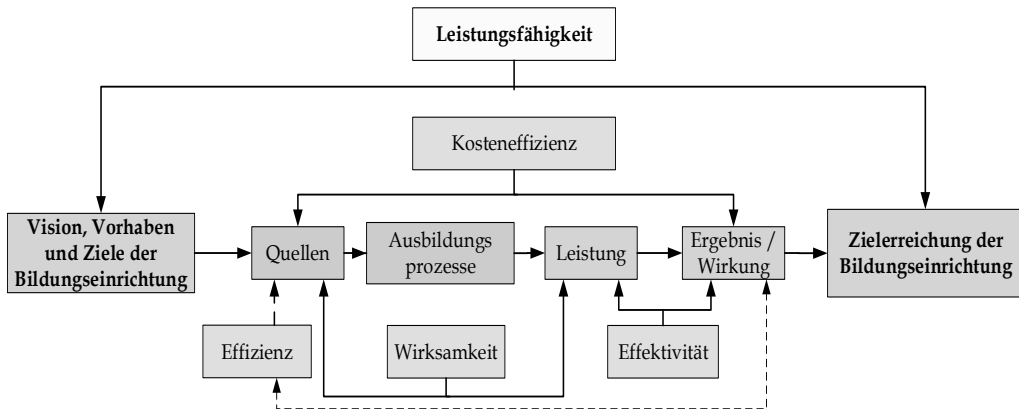 Leistungsfähigkeit
Kosteneffizienz
Vision, Vorhaben
und Ziele der
Bildungseinrichtung
Quellen
Ausbildungs
prozesse
Leistung
Ergebnis /
Wirkung
Zielerreichung der
Bildungseinrichtung
Effizienz
Wirksamkeit
Effektivität